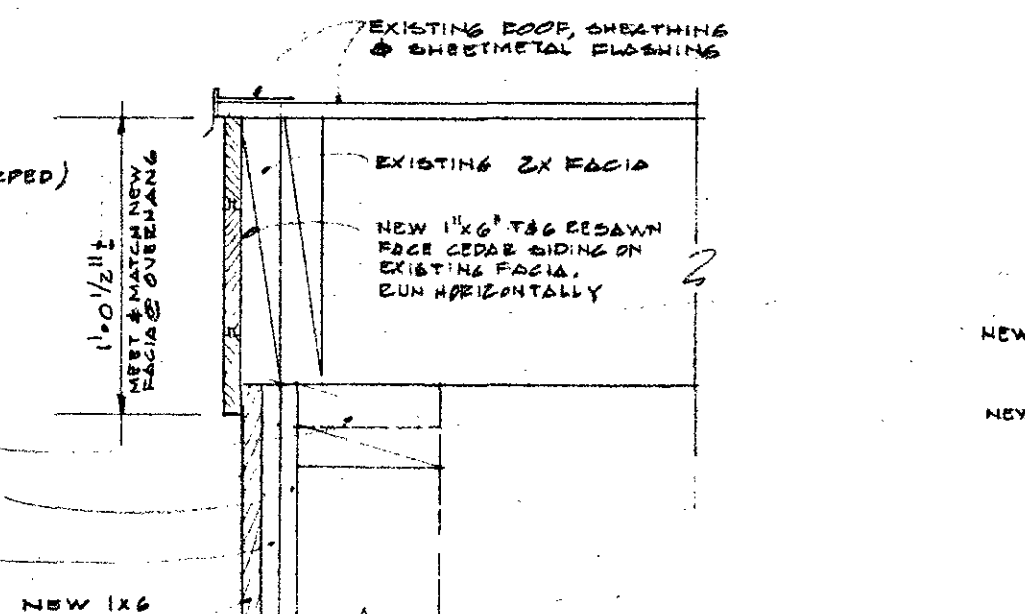 EXISTING ROOF, SHEATHING
& SHEETMETAL FLASHING
EXISTING 2X FACIA
NEW 1"X6" T&G RESAWN
FACE CEDAR SIDING ON
EXISTING FACIA.
RUN HORIZONTALLY
2
1'-0 1/2"±
MEET & MATCH NEW
FACIA @ OVERHANG
NEW
NEW 1X6